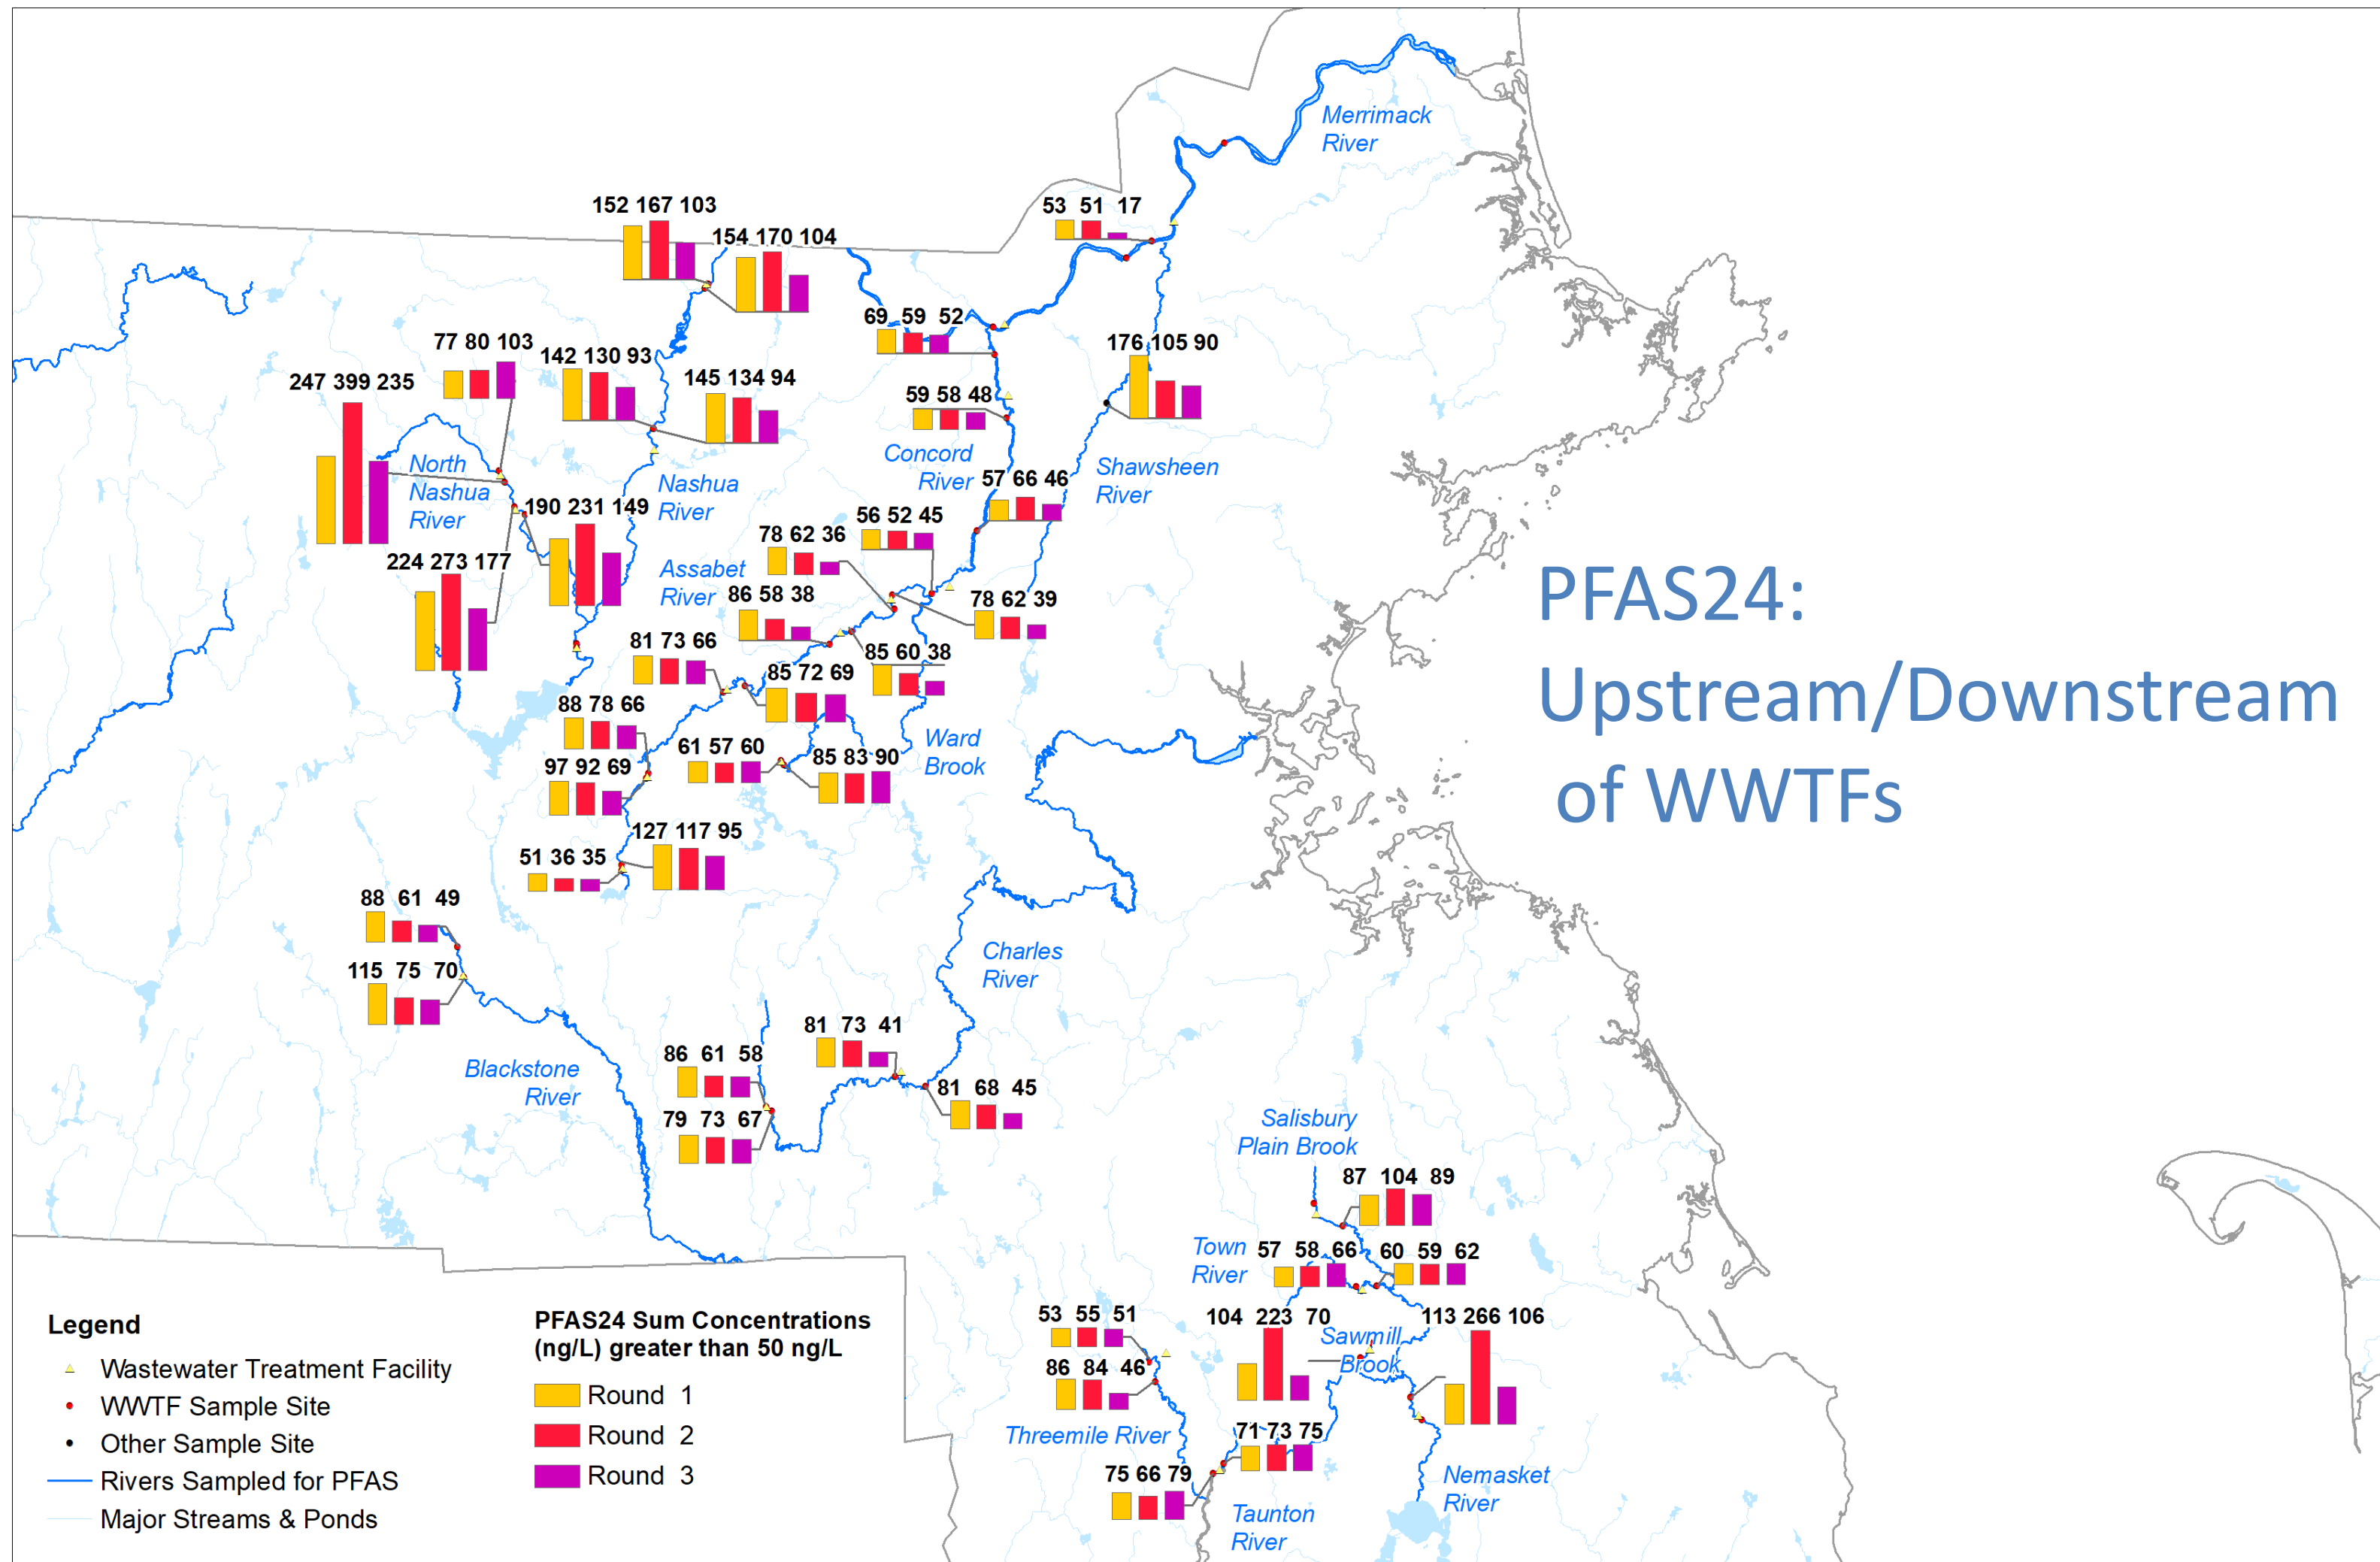 Merrimack
River
152 167 103
53 51 17
154 170 104
69 59 52
77 80 103
142 130 93
176 105 90
247 399 235
145 134 94
59 58 48
Concord
River
North
Nashua
River
Shawsheen
River
Nashua
River
57 66 46
190 231 149
56 52 45
78 62 36
224 273 177
Assabet
River
86 58 38
78 62 39
PFAS24:
Upstream/Downstream
of WWTFs
81 73 66
85 60 38
85 72 69
88 78 66
Ward
Brook
61 57 60
85 83 90
97 92 69
127 117 95
51 36 35
88 61 49
Charles
River
115 75 70
81 73 41
86 61 58
Blackstone
River
81 68 45
79 73 67
Salisbury
Plain Brook
87 104 89
Town
River
57 58 66
60 59 62
53 55 51
104 223 70
113 266 106
Sawmill
Brook
86 84 46
Threemile River
71 73 75
75 66 79
Nemasket
River
Taunton
River
Legend
Wastewater Treatment Facility
WWTF Sample Site
Other Sample Site
Rivers Sampled for PFAS
Major Streams & Ponds
PFAS24 Sum Concentrations
(ng/L) greater than 50 ng/L
Round 1
Round 2
Round 3